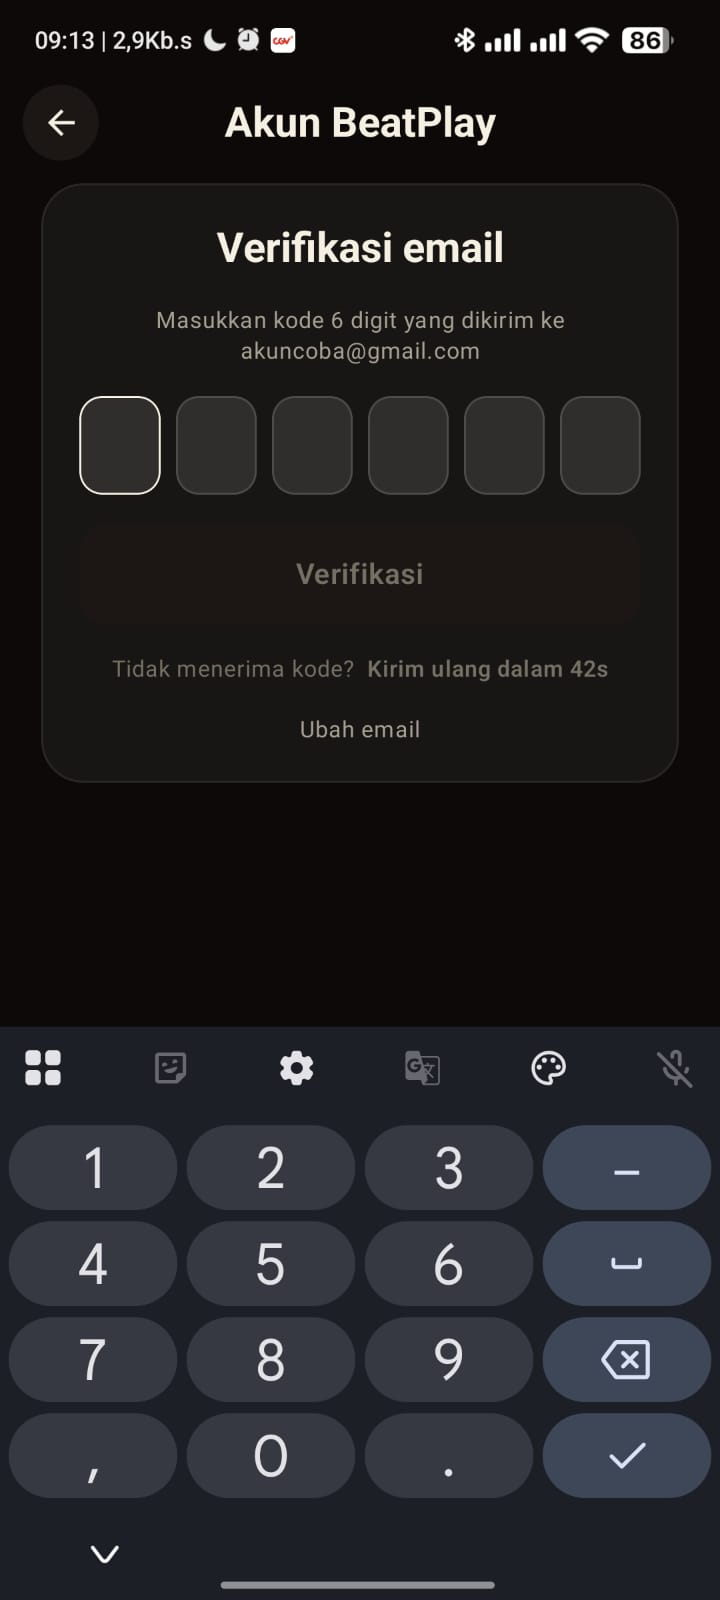 09:13 | 2,9Kb.s CGV 86
Akun BeatPlay
Verifikasi email
Masukkan kode 6 digit yang dikirim ke
akuncoba@gmail.com
Verifikasi
Tidak menerima kode? Kirim ulang dalam 42s
Ubah email
1 2 3 –
4 5 6
7 8 9
, 0 .